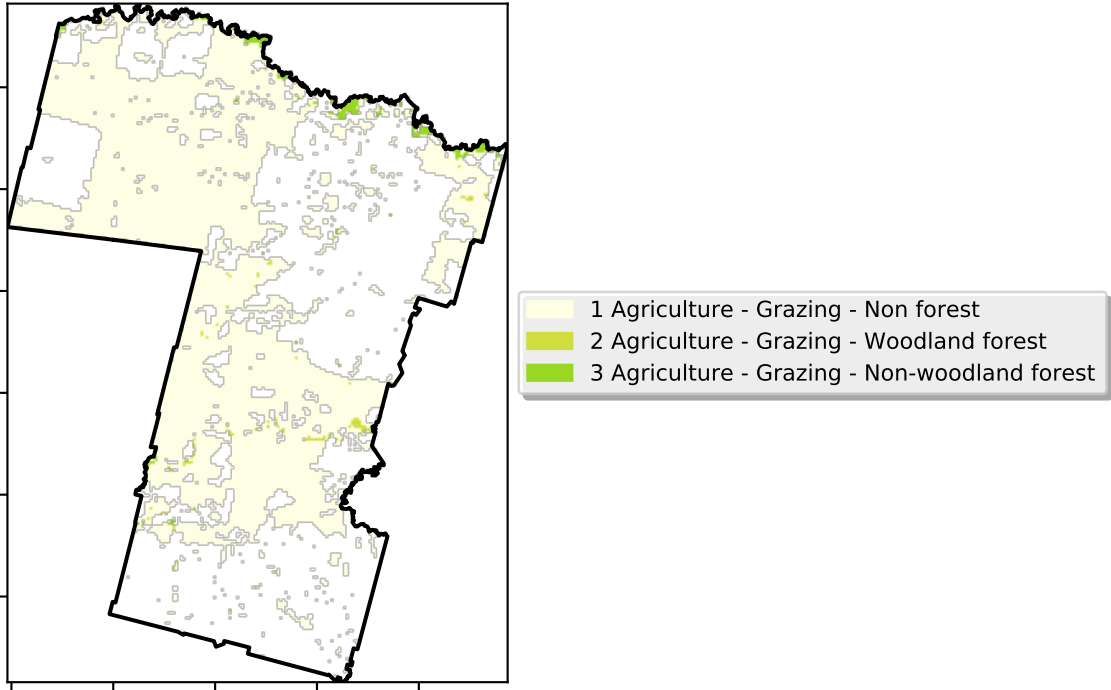 1 Agriculture - Grazing - Non forest
2 Agriculture - Grazing - Woodland forest
3 Agriculture - Grazing - Non-woodland forest